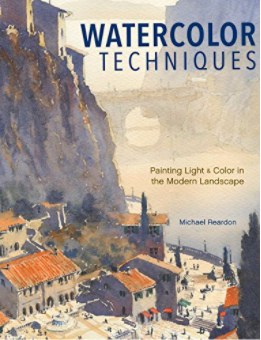 WATERCOLOR
TECHNIQUES
Painting Light & Color in
the Modern Landscape
Michael Reardon